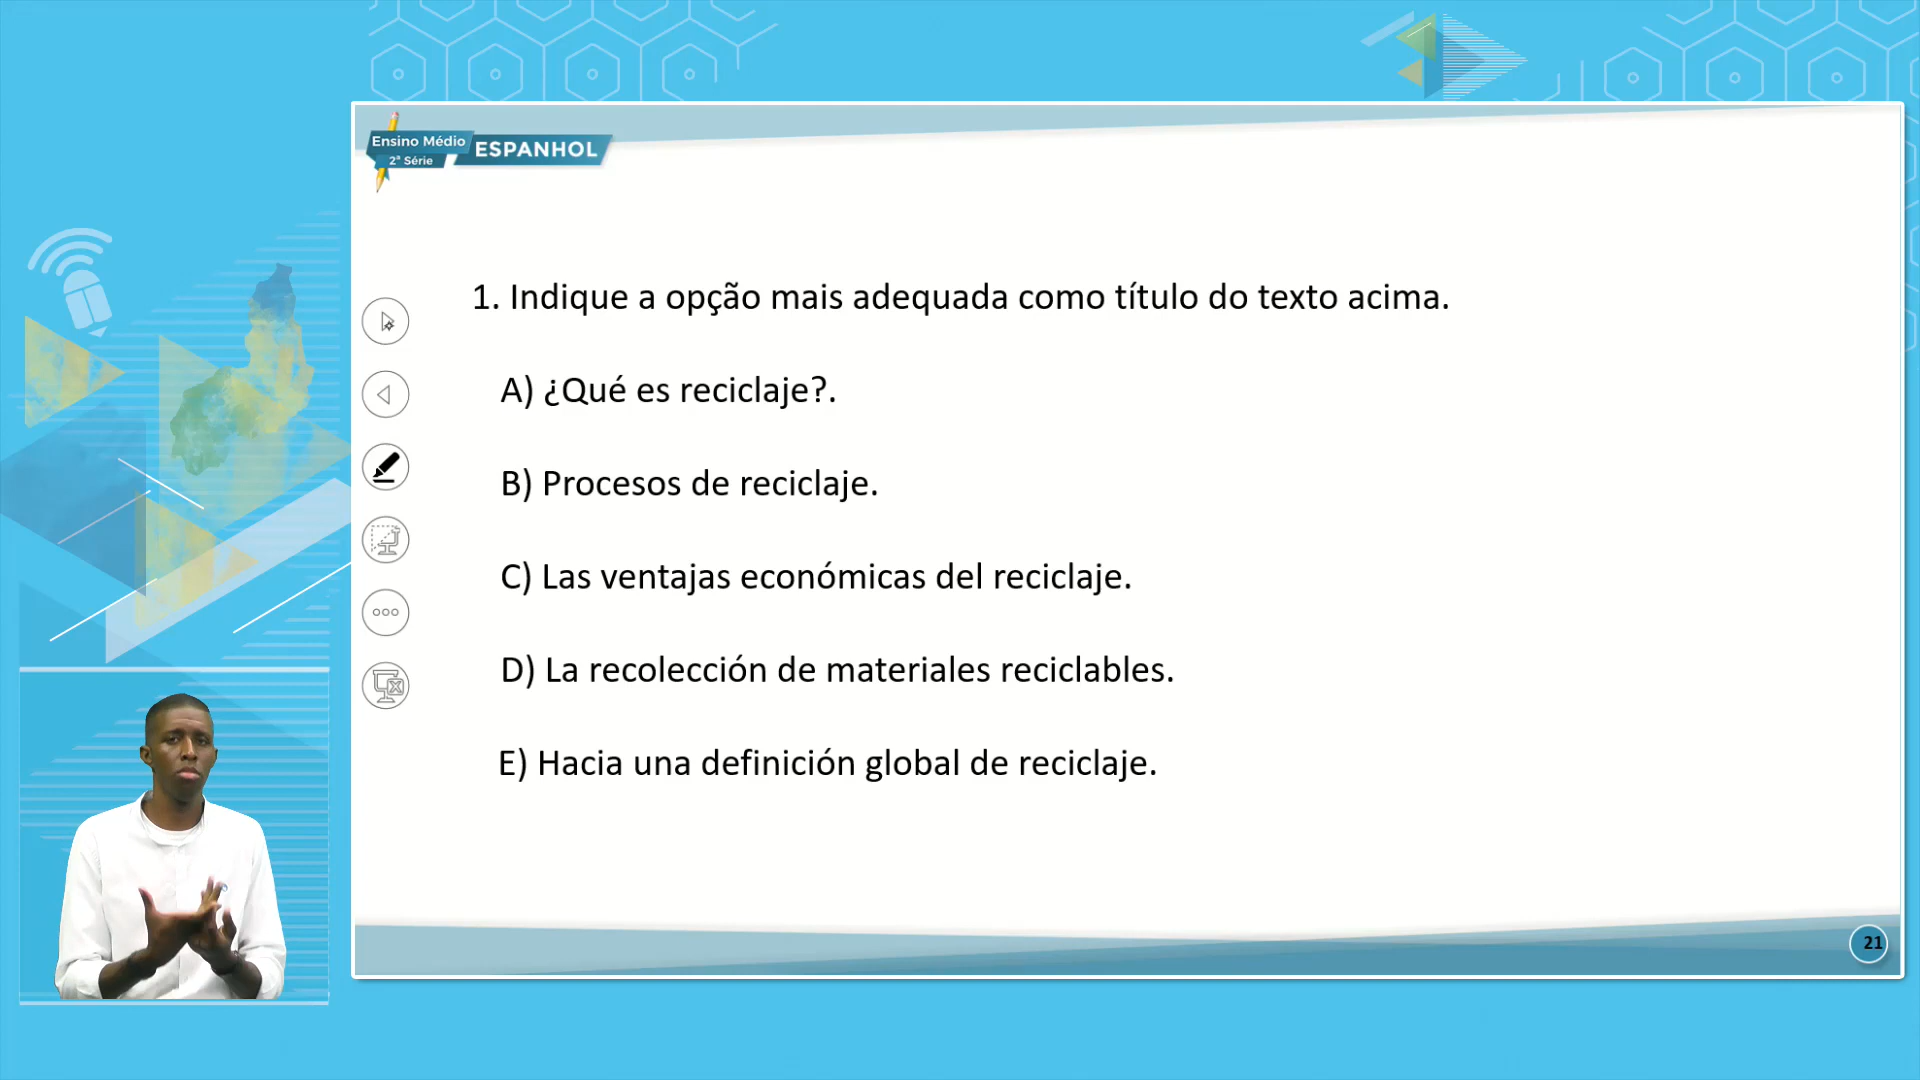 Ensino Médio
2ª Série
ESPANHOL
1. Indique a opção mais adequada como título do texto acima.
A) ¿Qué es reciclaje?.
B) Procesos de reciclaje.
C) Las ventajas económicas del reciclaje.
D) La recolección de materiales reciclables.
E) Hacia una definición global de reciclaje.
21